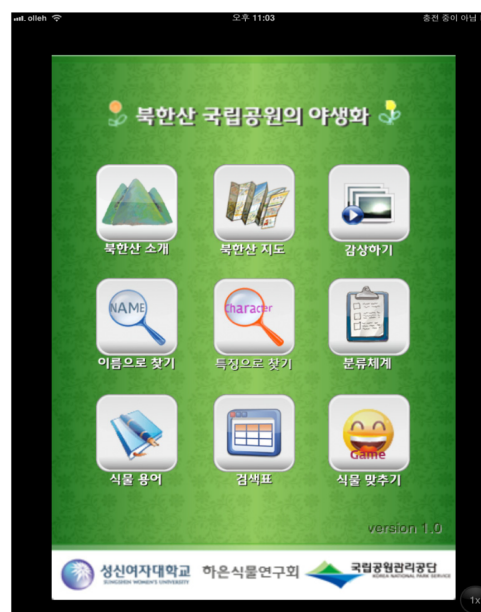 olleh 오후 11:03 충전 중이 아님
북한산 국립공원의 야생화
북한산 소개 북한산 지도 감상하기
NAME Character
이름으로 찾기 특징으로 찾기 분류체계
Game
식물 용어 검색표 식물 맞추기
version 1.0
성신여자대학교 하은식물연구회 국립공원관리공단
SUNGSHIN WOMEN'S UNIVERSITY KOREA NATIONAL PARK SERVICE
1x